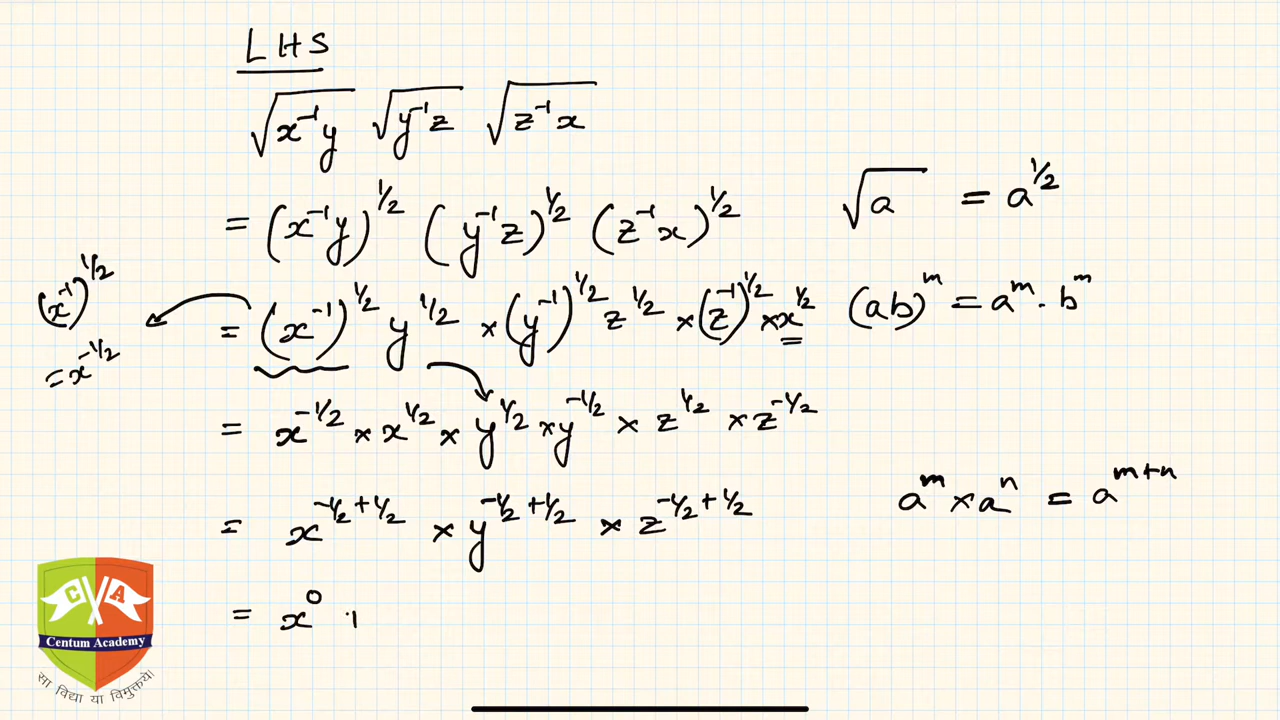 LHS
√(x⁻¹y) √(y⁻¹z) √(z⁻¹x)
= (x⁻¹y)^1/2 (y⁻¹z)^1/2 (z⁻¹x)^1/2
√a = a^1/2
(x⁻¹)^1/2
= x^-1/2
= (x⁻¹)^1/2 y^1/2 × (y⁻¹)^1/2 z^1/2 × (z⁻¹)^1/2 × x^1/2
(ab)^m = a^m · b^m
= x^-1/2 × x^1/2 × y^1/2 × y^-1/2 × z^1/2 × z^-1/2
= x^-1/2+1/2 × y^-1/2+1/2 × z^-1/2+1/2
a^m × a^n = a^m+n
= x^0
CA
Centum Academy
सा विद्या या विमुक्तये।